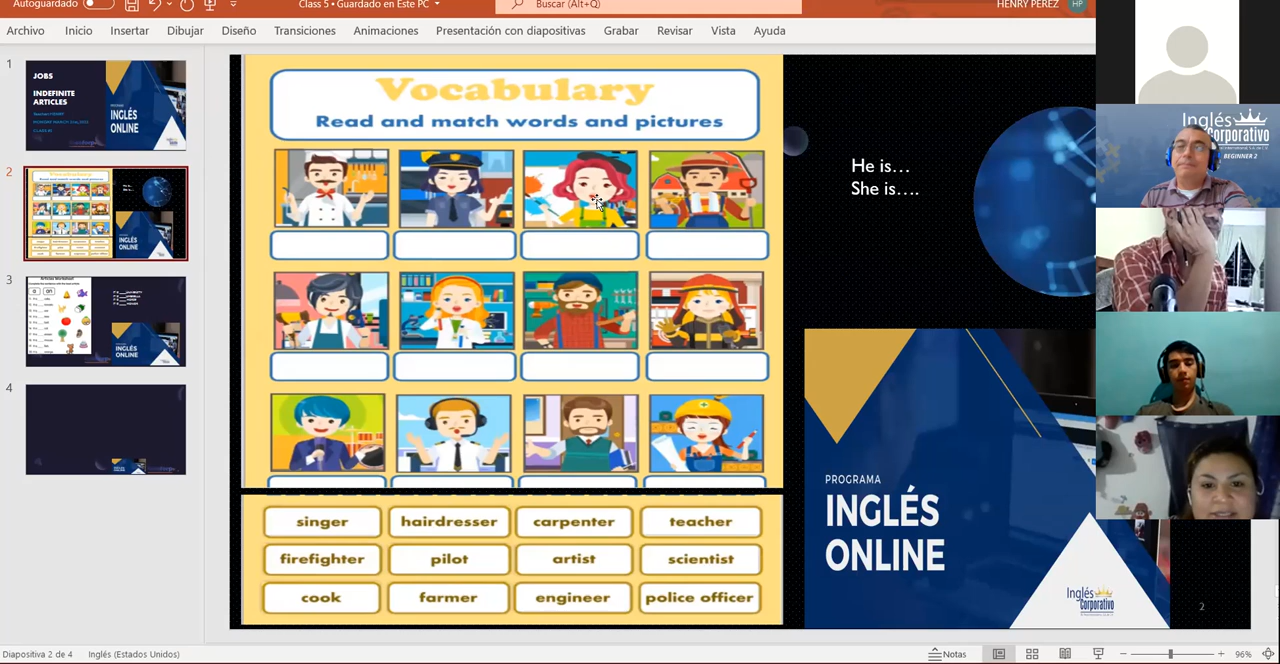 Autoguardado
Class 5 • Guardado en Este PC
Buscar (Alt+Q)
HENRY PEREZ
HP
Archivo Inicio Insertar Dibujar Diseño Transiciones Animaciones Presentación con diapositivas Grabar Revisar Vista Ayuda
1
JOBS
INDEFINITE
ARTICLES
PROGRAMA
INGLÉS
ONLINE
2
3
4
Vocabulary
Read and match words and pictures
singer hairdresser carpenter teacher
firefighter pilot artist scientist
cook farmer engineer police officer
He is...
She is....
PROGRAMA
INGLÉS
ONLINE
Inglés
Corporativo
2
Inglés
Corporativo
BEGINNER 2
Diapositiva 2 de 4 Inglés (Estados Unidos)
Notas
96%